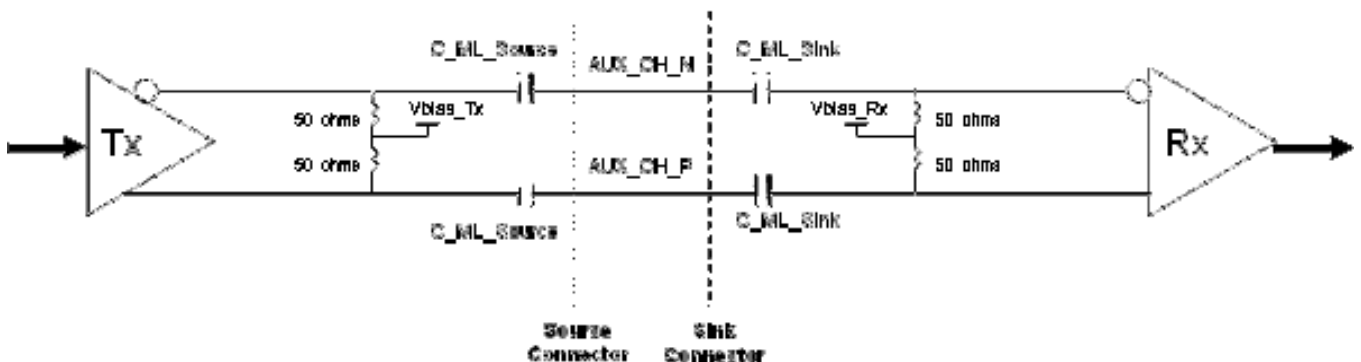 C_ML_Source
AUX_CH_N
C_ML_Sink
Vbias_Tx
Vbias_Rx
50 ohms
50 ohms
Tx
Rx
50 ohms
50 ohms
AUX_CH_P
C_ML_Source
C_ML_Sink
Source
Connector
Sink
Connector